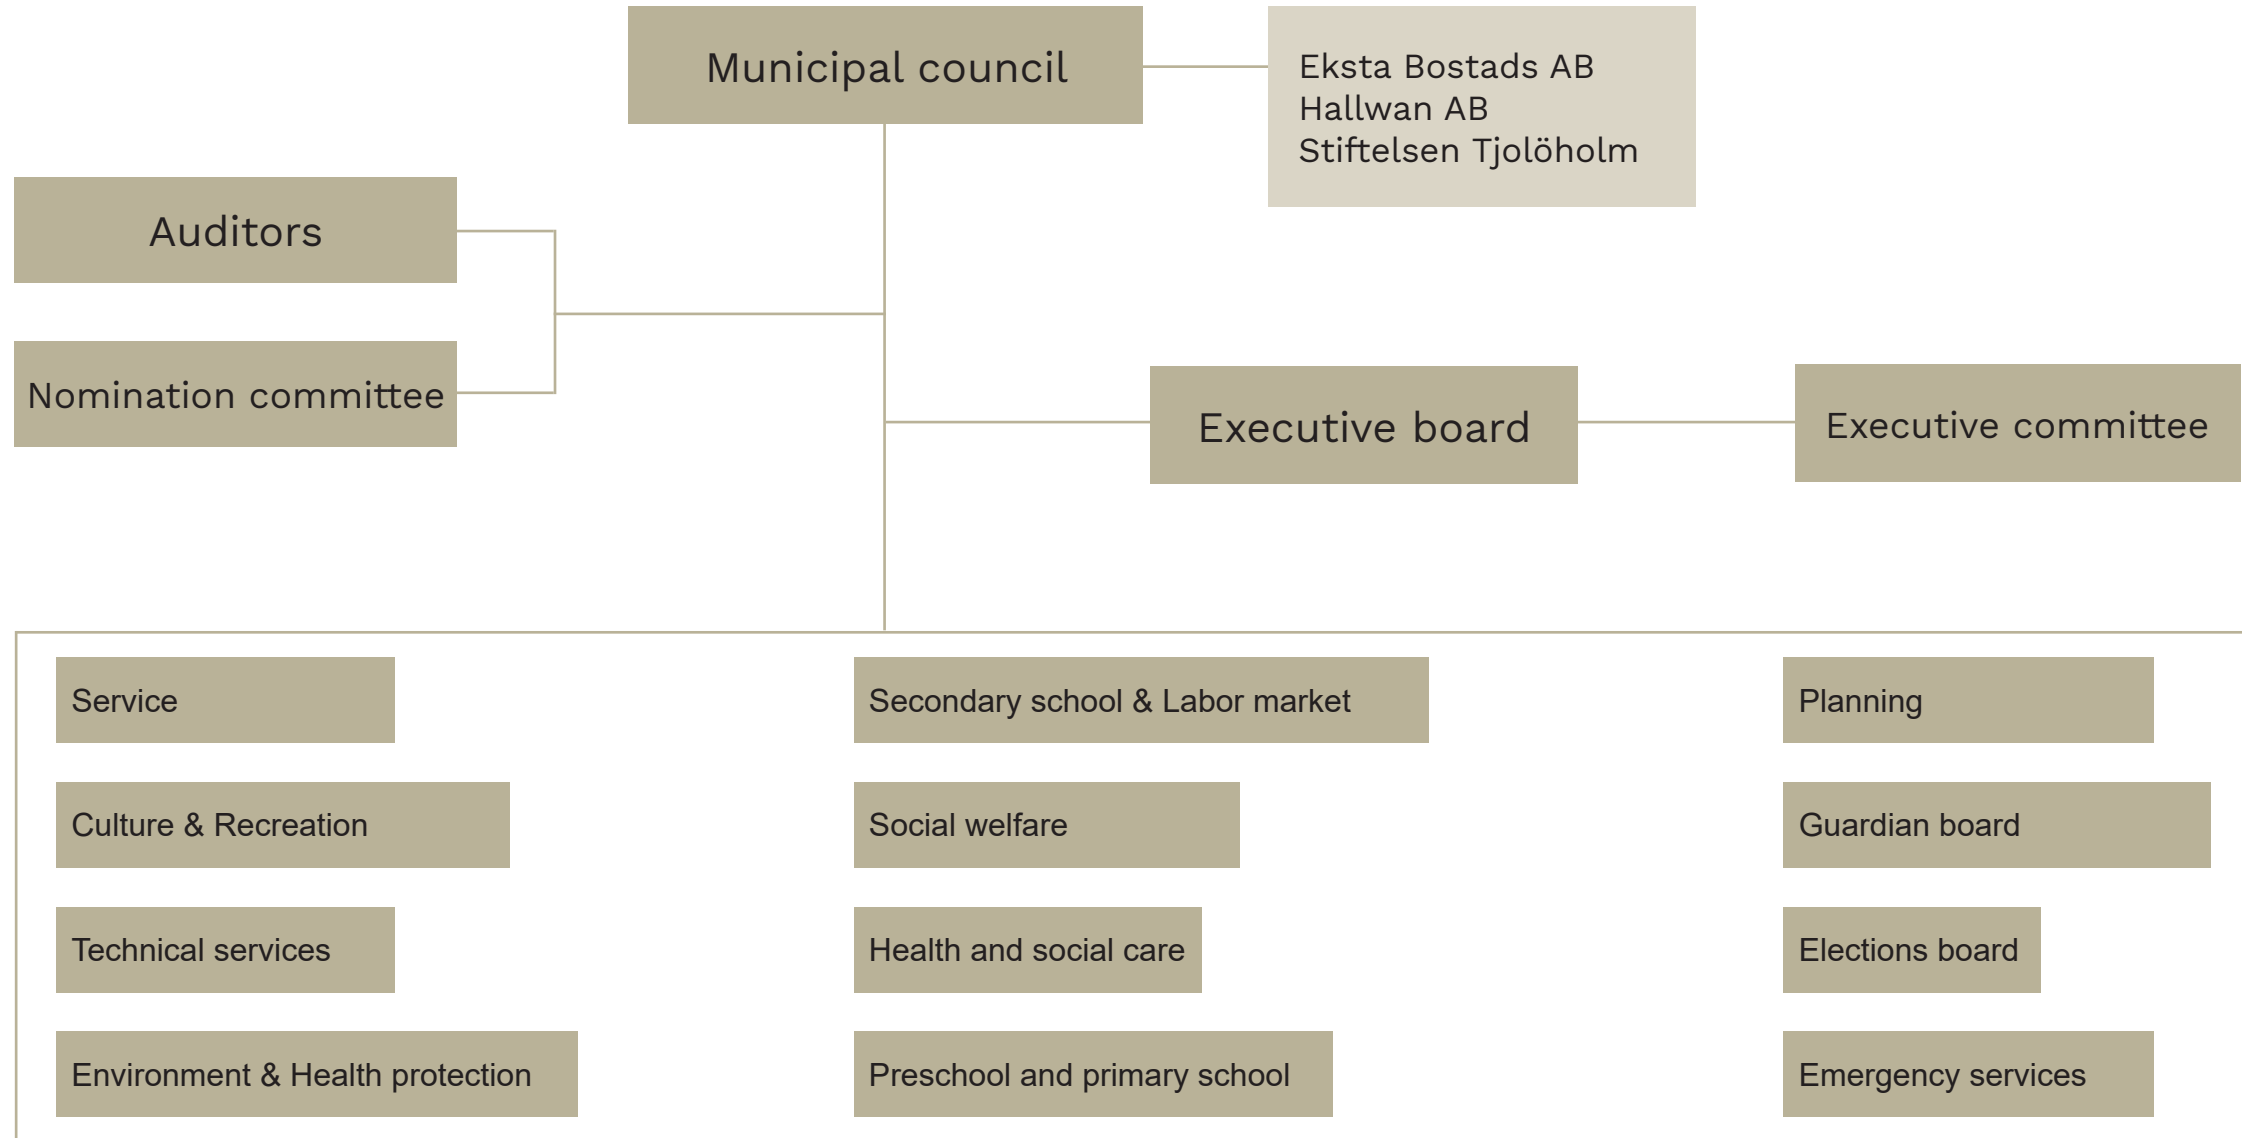 Municipal council
Eksta Bostads AB
Hallwan AB
Stiftelsen Tjolöholm
Auditors
Nomination committee
Executive board
Executive committee
Service
Culture & Recreation
Technical services
Environment & Health protection
Secondary school & Labor market
Social welfare
Health and social care
Preschool and primary school
Planning
Guardian board
Elections board
Emergency services